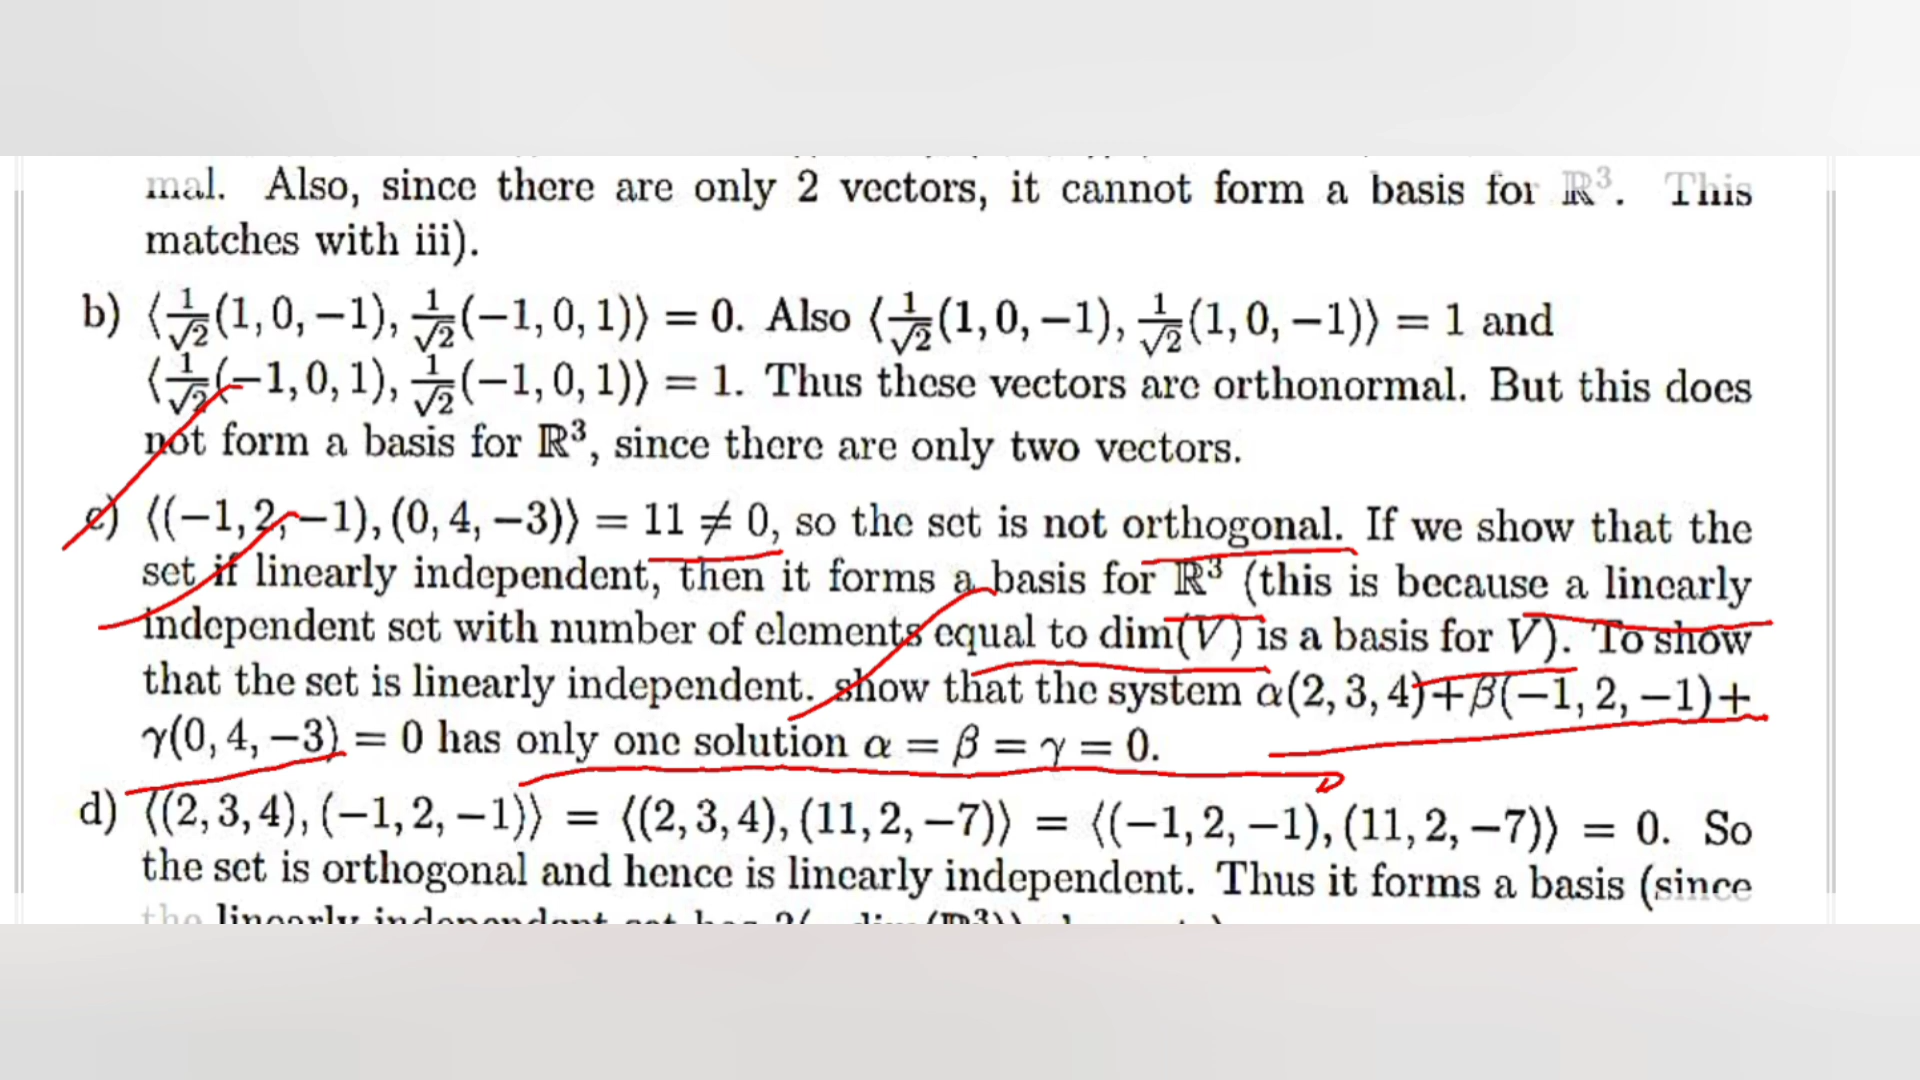 mal. Also, since there are only 2 vectors, it cannot form a basis for ℝ³. This
matches with iii).
b) ⟨1/√2(1, 0, −1), 1/√2(−1, 0, 1)⟩ = 0. Also ⟨1/√2(1, 0, −1), 1/√2(1, 0, −1)⟩ = 1 and
⟨1/√2(−1, 0, 1), 1/√2(−1, 0, 1)⟩ = 1. Thus these vectors are orthonormal. But this does
not form a basis for ℝ³, since there are only two vectors.
c) ⟨(−1, 2, −1), (0, 4, −3)⟩ = 11 ≠ 0, so the set is not orthogonal. If we show that the
set if linearly independent, then it forms a basis for ℝ³ (this is because a linearly
independent set with number of elements equal to dim(V) is a basis for V). To show
that the set is linearly independent. show that the system α(2, 3, 4)+β(−1, 2, −1)+
γ(0, 4, −3) = 0 has only one solution α = β = γ = 0.
d) ⟨(2, 3, 4), (−1, 2, −1)⟩ = ⟨(2, 3, 4), (11, 2, −7)⟩ = ⟨(−1, 2, −1), (11, 2, −7)⟩ = 0. So
the set is orthogonal and hence is linearly independent. Thus it forms a basis (since
the linearly independent set